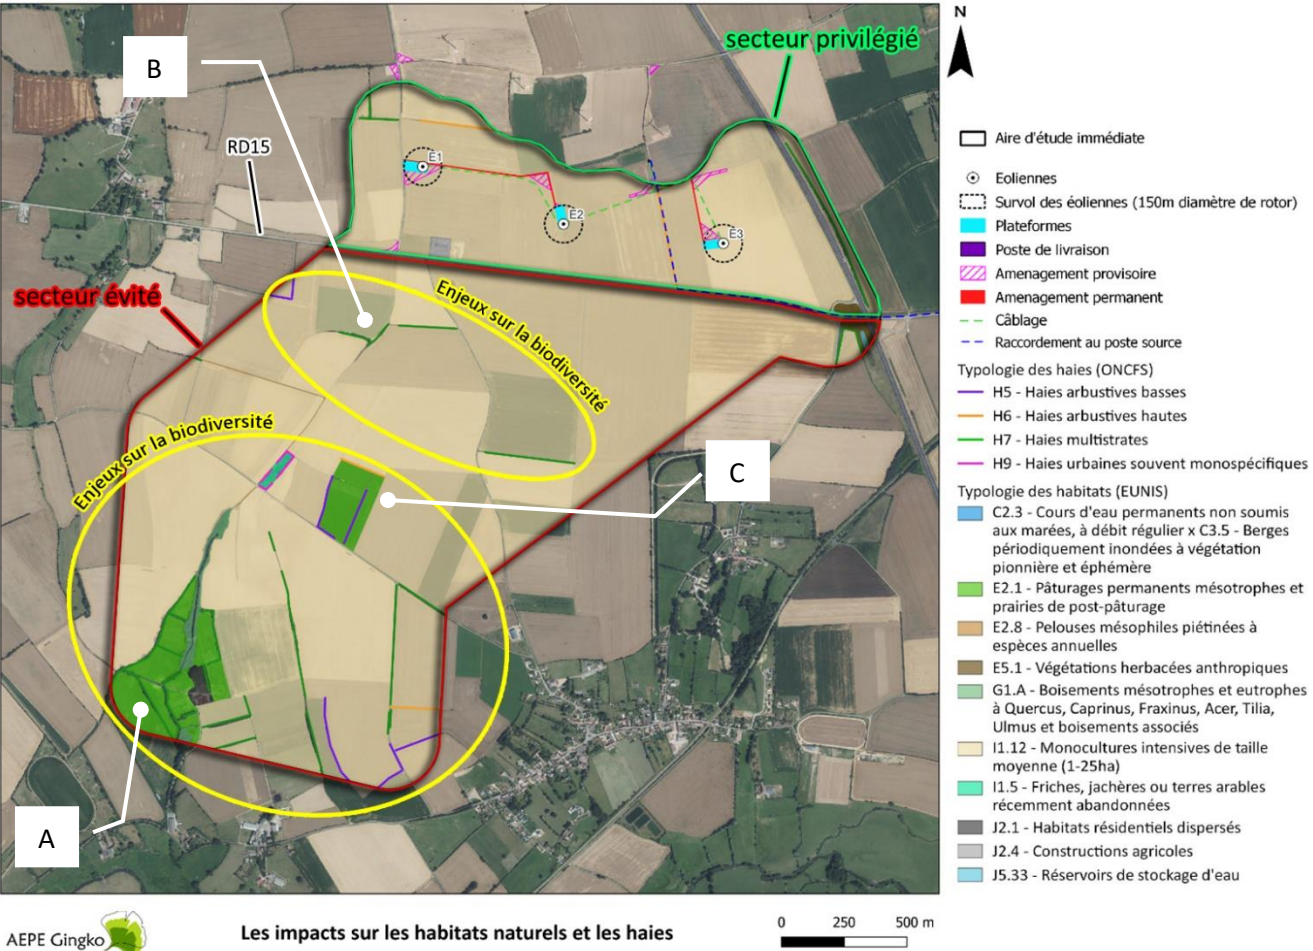 B
secteur privilégié
N
RD15
E1
E2
E3
secteur évité
Enjeux sur la biodiversité
Enjeux sur la biodiversité
C
A
Aire d'étude immédiate
Eoliennes
Survol des éoliennes (150m diamètre de rotor)
Plateformes
Poste de livraison
Amenagement provisoire
Amenagement permanent
Câblage
Raccordement au poste source
Typologie des haies (ONCFS)
H5 - Haies arbustives basses
H6 - Haies arbustives hautes
H7 - Haies multistrates
H9 - Haies urbaines souvent monospécifiques
Typologie des habitats (EUNIS)
C2.3 - Cours d'eau permanents non soumis
aux marées, à débit régulier x C3.5 - Berges
périodiquement inondées à végétation
pionnière et éphémère
E2.1 - Pâturages permanents mésotrophes et
prairies de post-pâturage
E2.8 - Pelouses mésophiles piétinées à
espèces annuelles
E5.1 - Végétations herbacées anthropiques
G1.A - Boisements mésotrophes et eutrophes
à Quercus, Caprinus, Fraxinus, Acer, Tilia,
Ulmus et boisements associés
I1.12 - Monocultures intensives de taille
moyenne (1-25ha)
I1.5 - Friches, jachères ou terres arables
récemment abandonnées
J2.1 - Habitats résidentiels dispersés
J2.4 - Constructions agricoles
J5.33 - Réservoirs de stockage d'eau
AEPE Gingko
Les impacts sur les habitats naturels et les haies
0 250 500 m